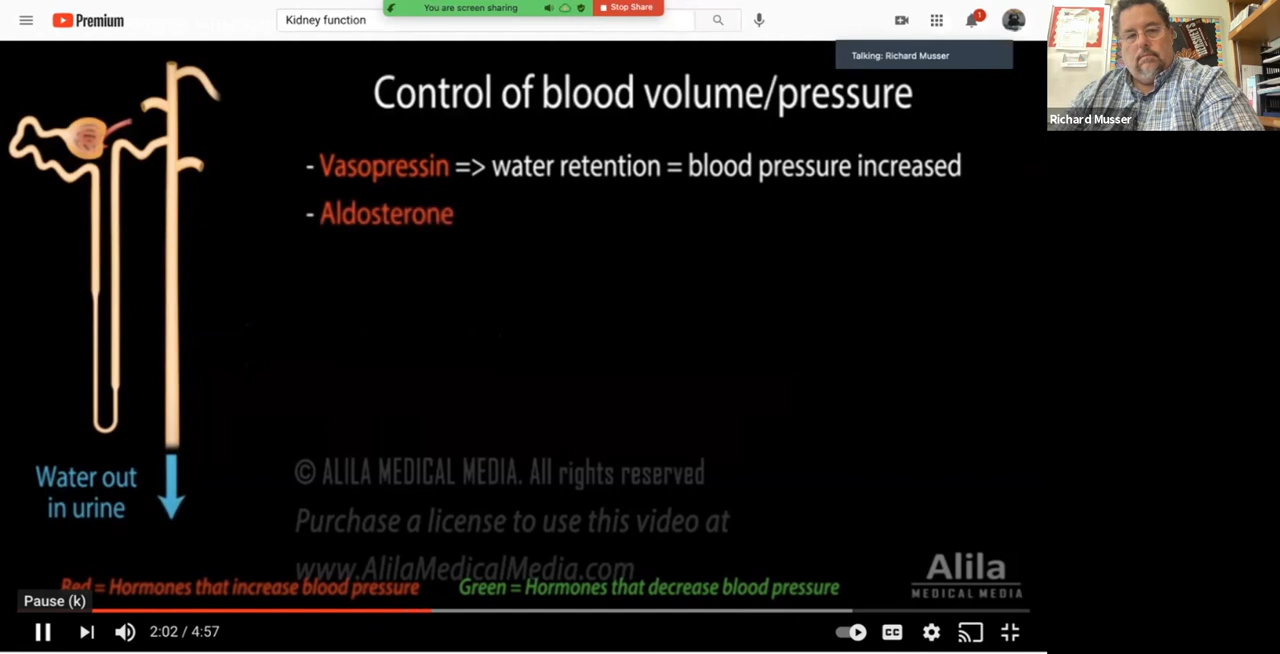 Premium
Kidney function
You are screen sharing
Stop Share
1
Talking: Richard Musser
Richard Musser
Control of blood volume/pressure
- Vasopressin => water retention = blood pressure increased
- Aldosterone
Water out
in urine
© ALILA MEDICAL MEDIA. All rights reserved
Purchase a license to use this video at
www.AlilaMedicalMedia.com
Red = Hormones that increase blood pressure
Green = Hormones that decrease blood pressure
Alila
MEDICAL MEDIA
Pause (k)
2:02 / 4:57
CC